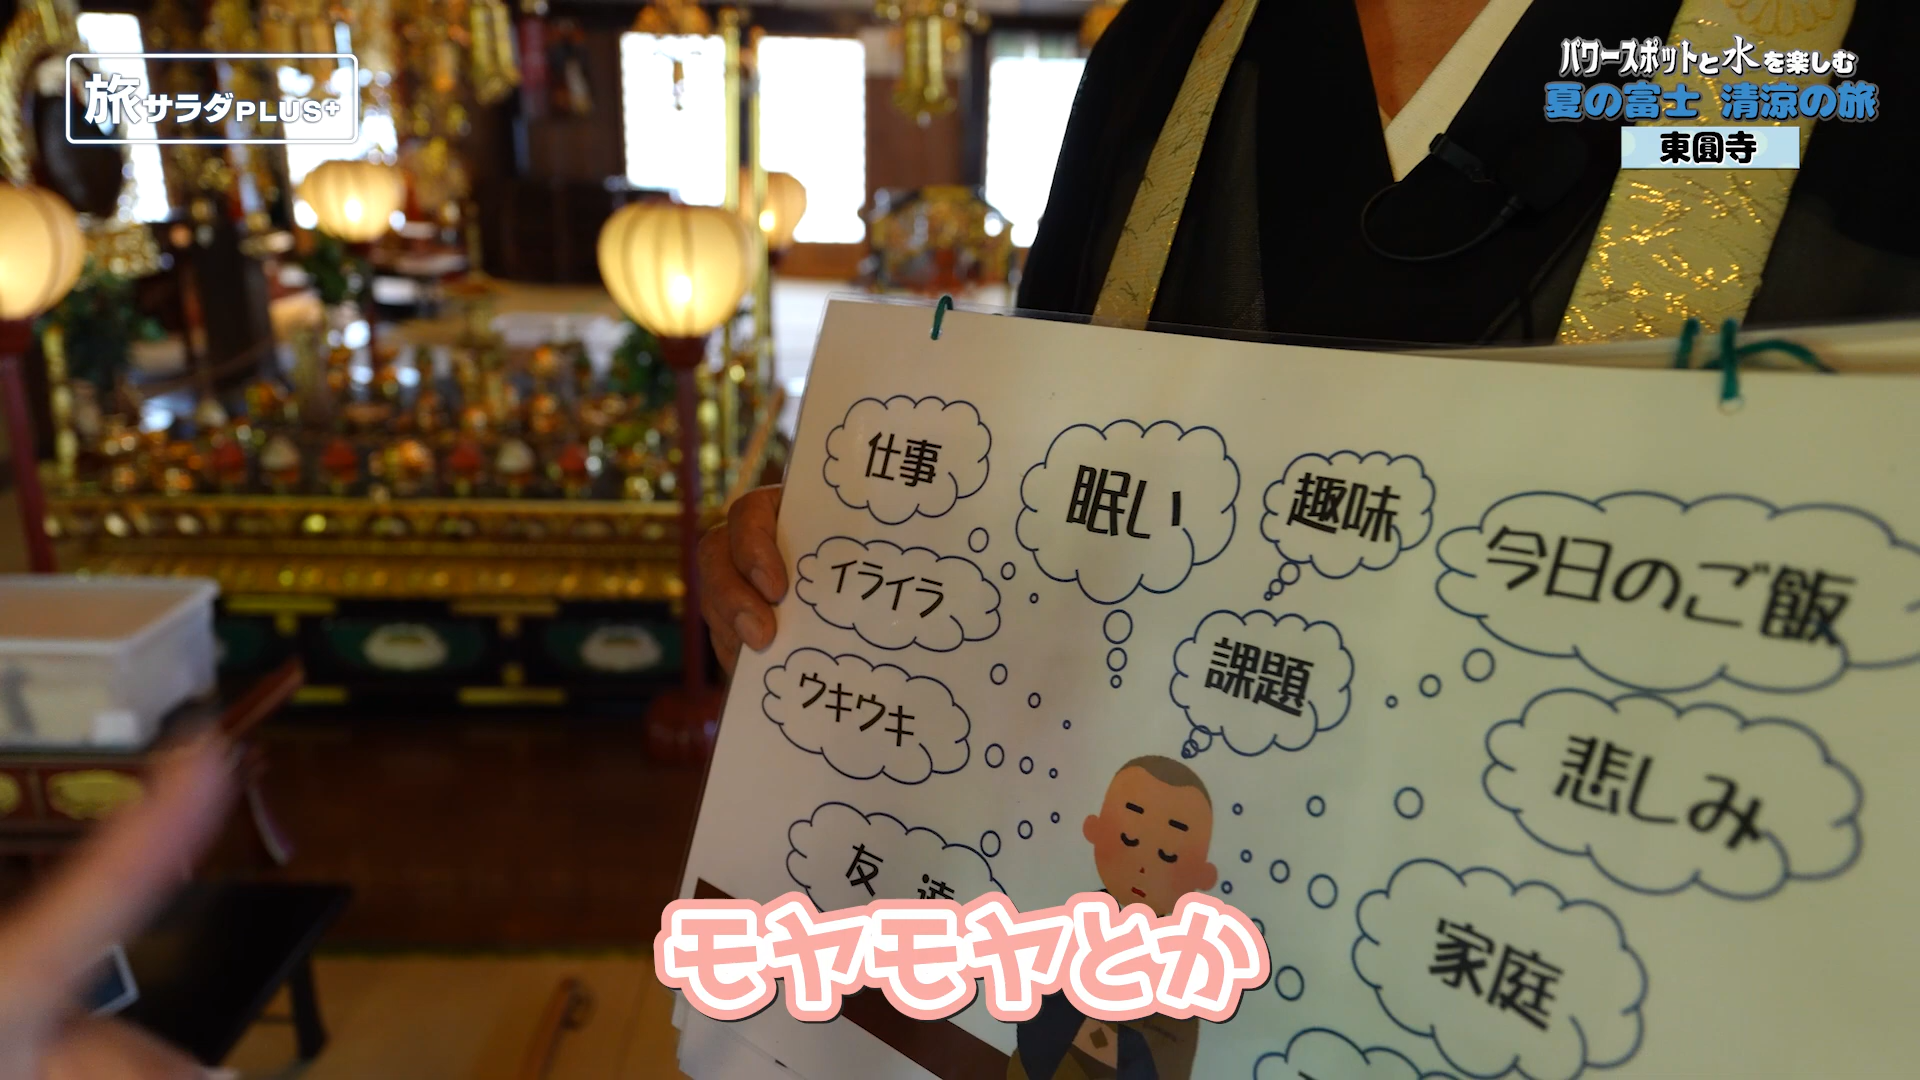 旅サラダPLUS+
パワースポットと水を楽しむ
夏の富士 清涼の旅
東圓寺
仕事
眠い
趣味
今日のご飯
イライラ
課題
ウキウキ
悲しみ
友達
家庭
モヤモヤとか